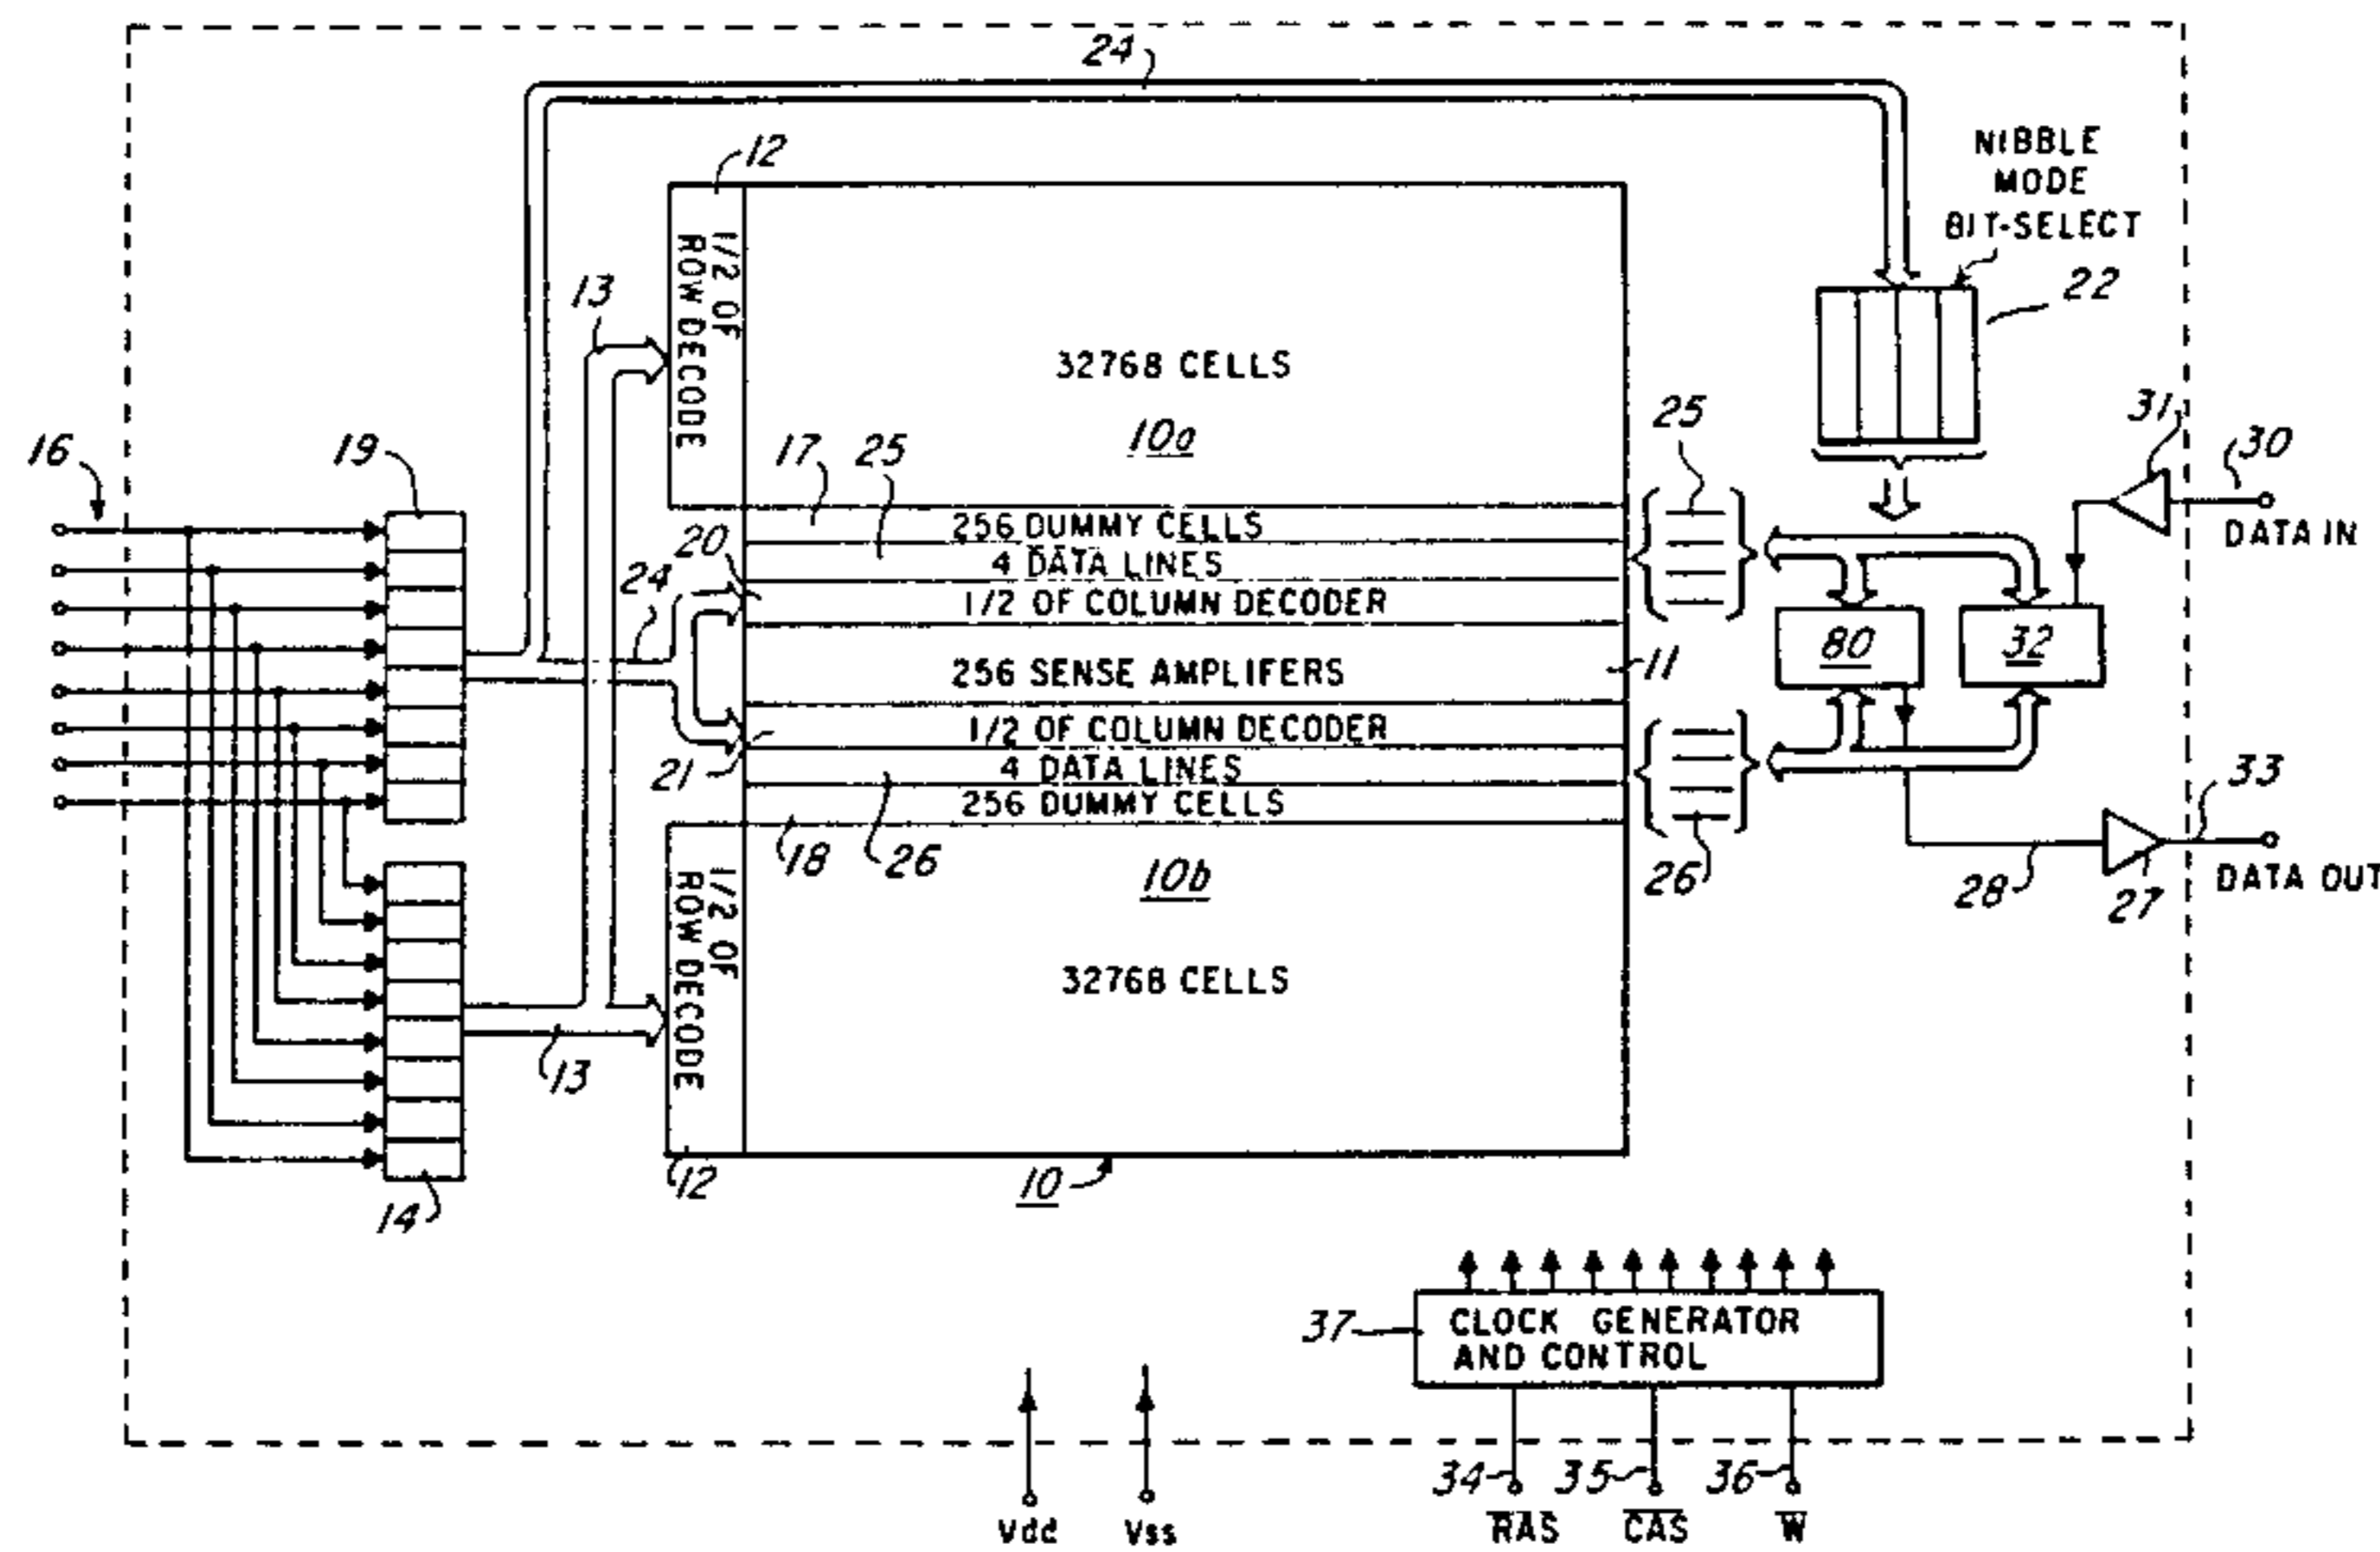 24
12
NIBBLE
MODE
BIT-SELECT
22
1/2 OF
ROW DECODE
13
32768 CELLS
10a
31
30
DATA IN
16
19
17
25
25
256 DUMMY CELLS
20
4 DATA LINES
24
1/2 OF COLUMN DECODER
80
32
256 SENSE AMPLIFERS
11
1/2 OF COLUMN DECODER
21
4 DATA LINES
256 DUMMY CELLS
33
18
26
10b
26
28
27
DATA OUT
1/2 OF
ROW DECODE
32768 CELLS
13
12
10
14
37
CLOCK GENERATOR
AND CONTROL
34
35
36
Vdd
Vss
R̅A̅S̅
C̅A̅S̅
W̅